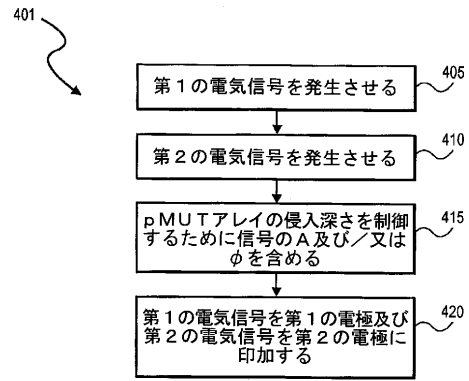 401
第1の電気信号を発生させる
405
第2の電気信号を発生させる
410
pMUTアレイの侵入深さを制御
するために信号のA及び/又は
φを含める
415
第1の電気信号を第1の電極及び
第2の電気信号を第2の電極に
印加する
420